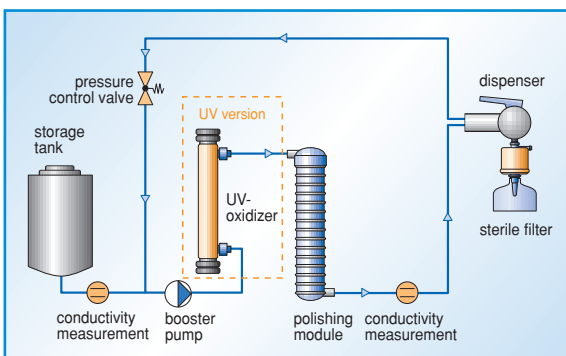 pressure
control valve
storage
tank
UV version
UV-
oxidizer
dispenser
sterile filter
conductivity
measurement
booster
pump
polishing
module
conductivity
measurement